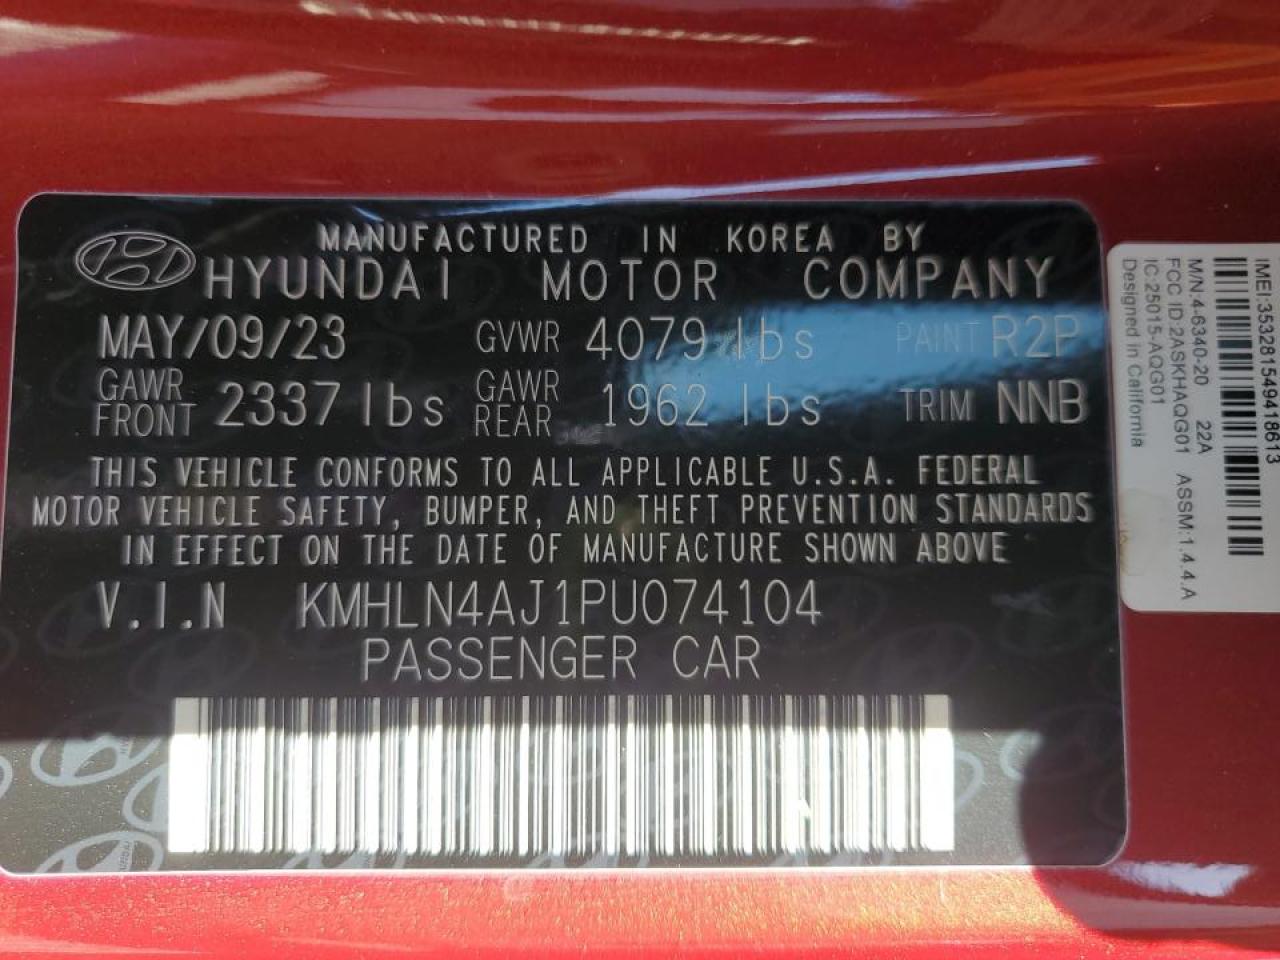 MANUFACTURED IN KOREA BY
HYUNDAI MOTOR COMPANY
MAY/09/23 GVWR 4079 lbs PAINT R2P
GAWR FRONT 2337 lbs GAWR REAR 1962 lbs TRIM NNB
THIS VEHICLE CONFORMS TO ALL APPLICABLE U.S.A. FEDERAL
MOTOR VEHICLE SAFETY, BUMPER, AND THEFT PREVENTION STANDARDS
IN EFFECT ON THE DATE OF MANUFACTURE SHOWN ABOVE
V.I.N KMHLN4AJ1PU074104
PASSENGER CAR
IMEI:353281549418613
M/N:4-6340-20 22A
FCC ID:2ASKHAQG01 ASSM:1.4.4.A
IC:25015-AQG01
Designed in California